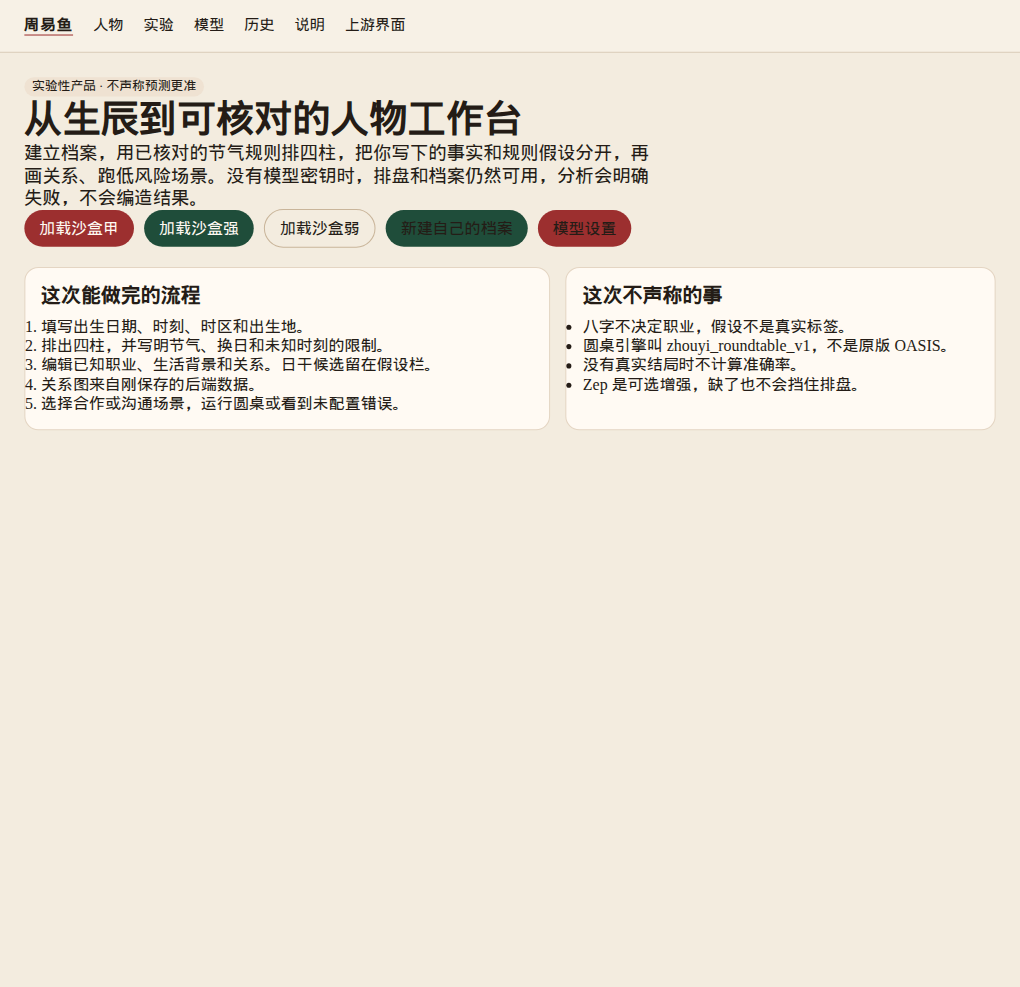 周易鱼 人物 实验 模型 历史 说明 上游界面
实验性产品 · 不声称预测更准
从生辰到可核对的人物工作台
建立档案，用已核对的节气规则排四柱，把你写下的事实和规则假设分开，再
画关系、跑低风险场景。没有模型密钥时，排盘和档案仍然可用，分析会明确
失败，不会编造结果。
加载沙盒甲 加载沙盒强 加载沙盒弱 新建自己的档案 模型设置
这次能做完的流程
1. 填写出生日期、时刻、时区和出生地。
2. 排出四柱，并写明节气、换日和未知时刻的限制。
3. 编辑已知职业、生活背景和关系。日干候选留在假设栏。
4. 关系图来自刚保存的后端数据。
5. 选择合作或沟通场景，运行圆桌或看到未配置错误。
这次不声称的事
• 八字不决定职业，假设不是真实标签。
• 圆桌引擎叫 zhouyi_roundtable_v1，不是原版 OASIS。
• 没有真实结局时不计算准确率。
• Zep 是可选增强，缺了也不会挡住排盘。